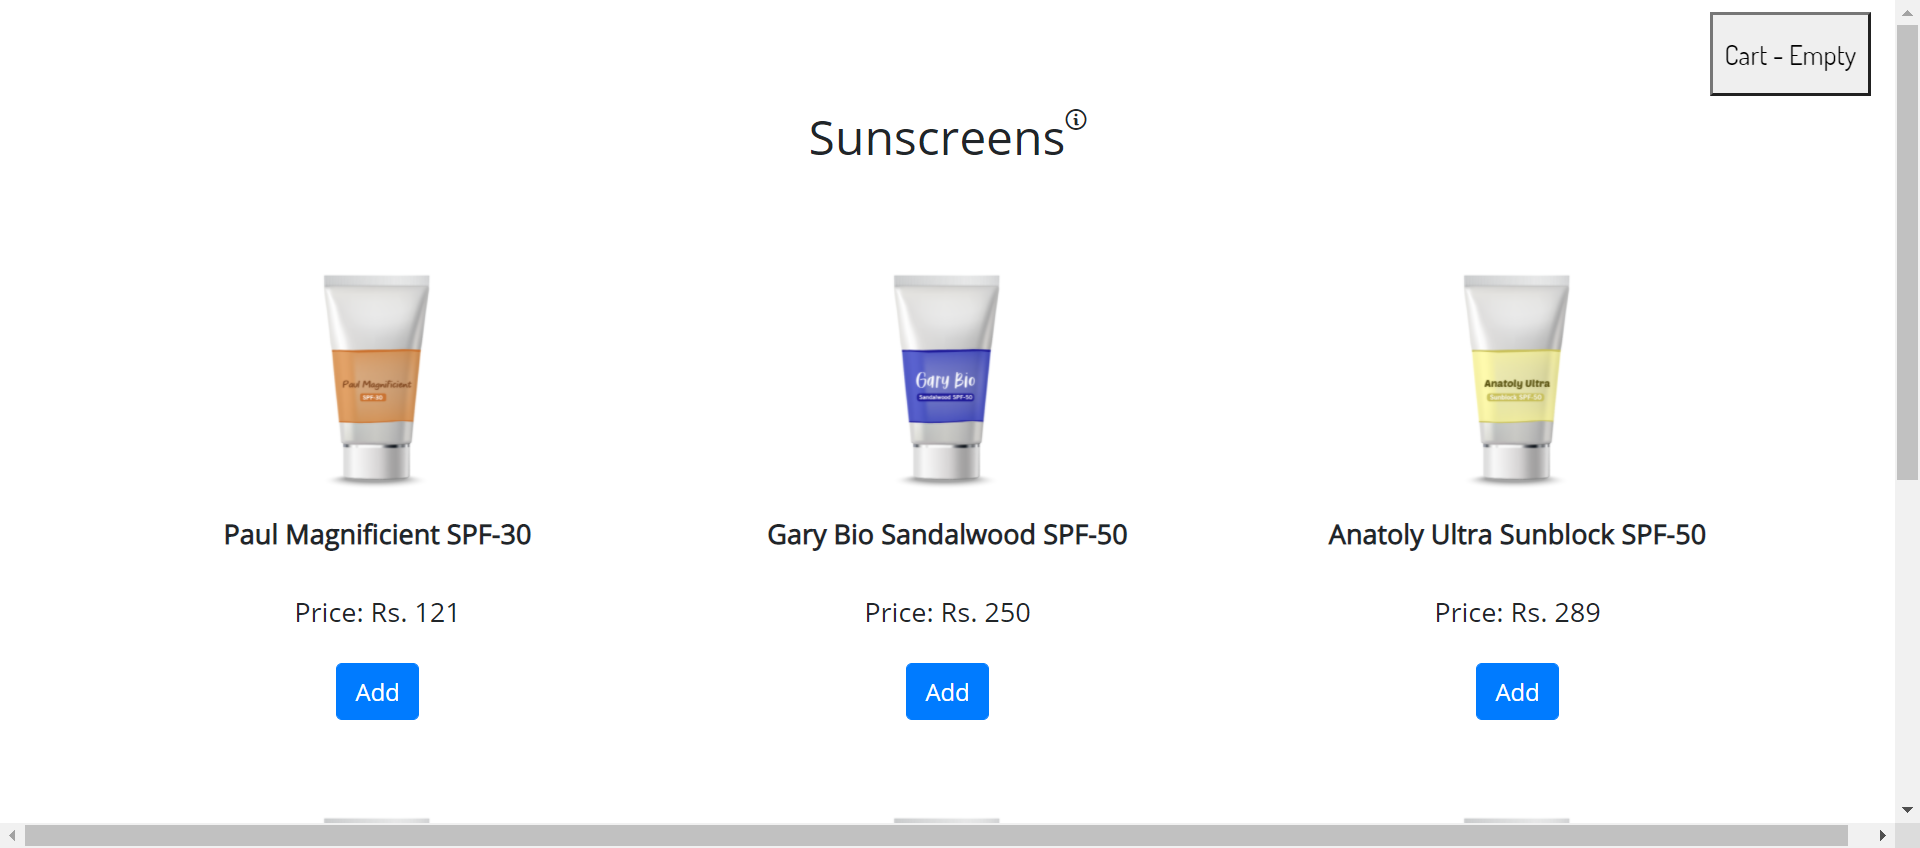 Cart - Empty
Sunscreens
Paul Magnificient
SPF-30
Gary Bio
Sandalwood SPF-50
Anatoly Ultra
Sunblock SPF-50
Paul Magnificient SPF-30
Gary Bio Sandalwood SPF-50
Anatoly Ultra Sunblock SPF-50
Price: Rs. 121
Price: Rs. 250
Price: Rs. 289
Add
Add
Add